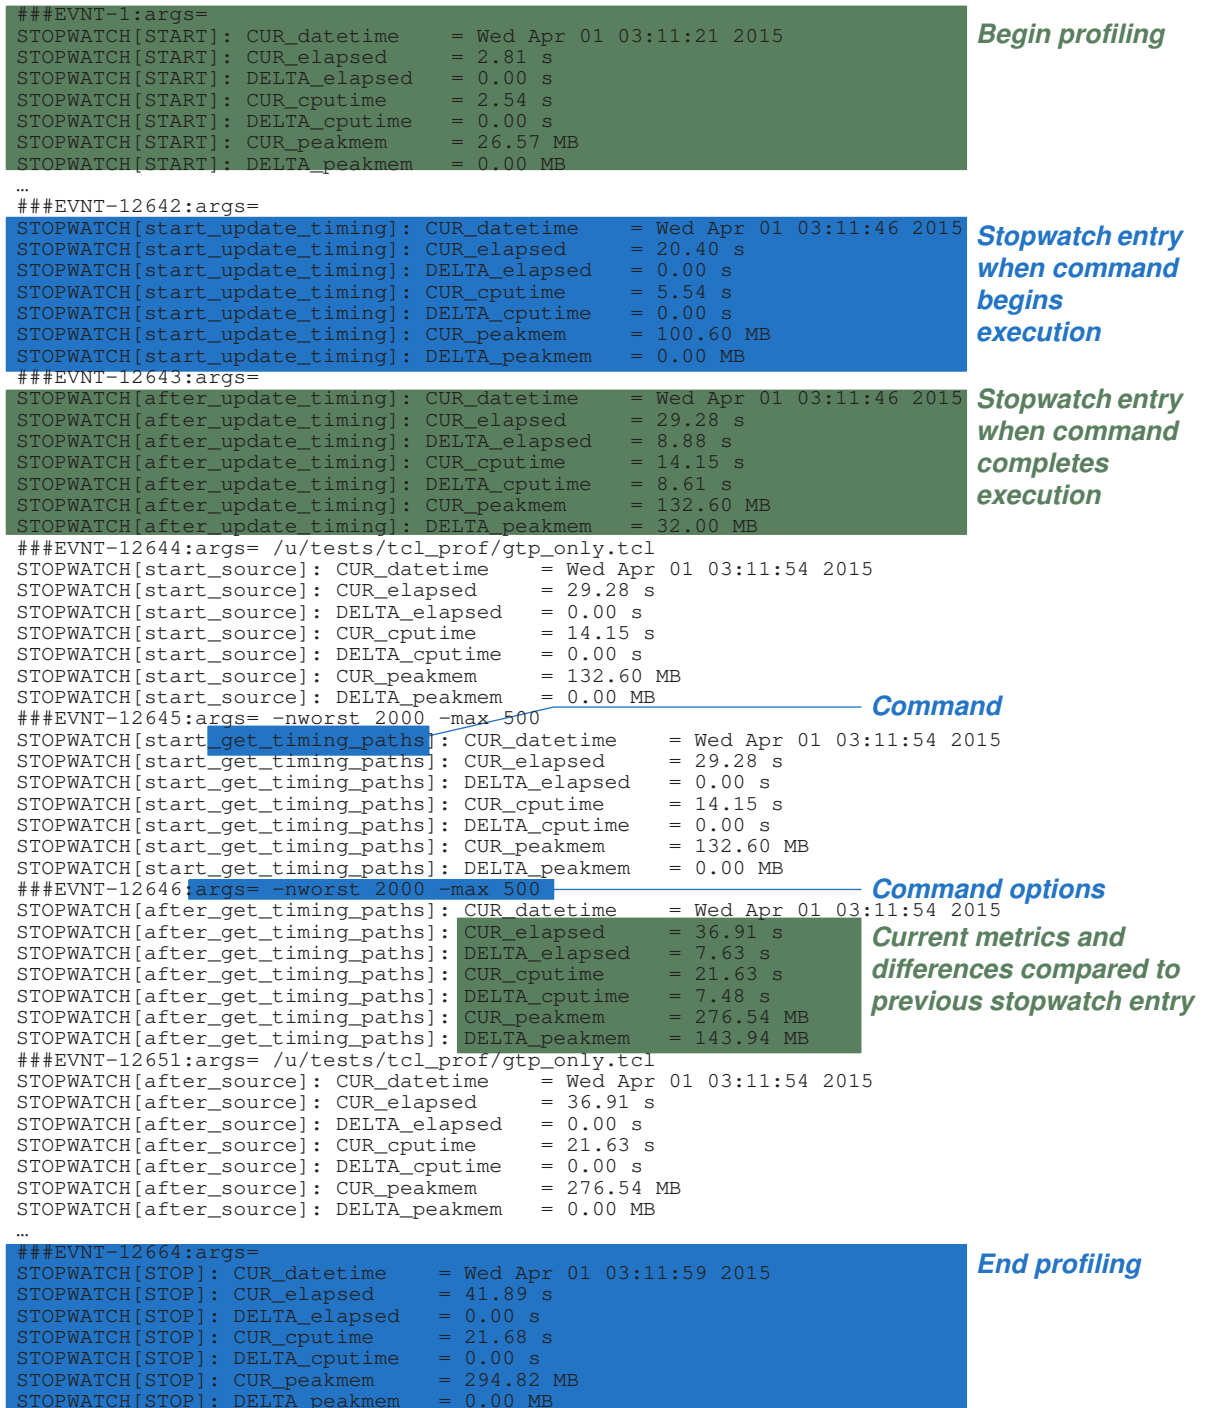 ###EVNT-1:args=
STOPWATCH[START]: CUR_datetime = Wed Apr 01 03:11:21 2015
Begin profiling
STOPWATCH[START]: CUR_elapsed = 2.81 s
STOPWATCH[START]: DELTA_elapsed = 0.00 s
STOPWATCH[START]: CUR_cputime = 2.54 s
STOPWATCH[START]: DELTA_cputime = 0.00 s
STOPWATCH[START]: CUR_peakmem = 26.57 MB
STOPWATCH[START]: DELTA_peakmem = 0.00 MB
…
###EVNT-12642:args=
STOPWATCH[start_update_timing]: CUR_datetime = Wed Apr 01 03:11:46 2015
STOPWATCH[start_update_timing]: CUR_elapsed = 20.40 s
STOPWATCH[start_update_timing]: DELTA_elapsed = 0.00 s
STOPWATCH[start_update_timing]: CUR_cputime = 5.54 s
STOPWATCH[start_update_timing]: DELTA_cputime = 0.00 s
STOPWATCH[start_update_timing]: CUR_peakmem = 100.60 MB
STOPWATCH[start_update_timing]: DELTA_peakmem = 0.00 MB
Stopwatch entry
when command
begins
execution
###EVNT-12643:args=
STOPWATCH[after_update_timing]: CUR_datetime = Wed Apr 01 03:11:46 2015
STOPWATCH[after_update_timing]: CUR_elapsed = 29.28 s
STOPWATCH[after_update_timing]: DELTA_elapsed = 8.88 s
STOPWATCH[after_update_timing]: CUR_cputime = 14.15 s
STOPWATCH[after_update_timing]: DELTA_cputime = 8.61 s
STOPWATCH[after_update_timing]: CUR_peakmem = 132.60 MB
STOPWATCH[after_update_timing]: DELTA_peakmem = 32.00 MB
Stopwatch entry
when command
completes
execution
###EVNT-12644:args= /u/tests/tcl_prof/gtp_only.tcl
STOPWATCH[start_source]: CUR_datetime = Wed Apr 01 03:11:54 2015
STOPWATCH[start_source]: CUR_elapsed = 29.28 s
STOPWATCH[start_source]: DELTA_elapsed = 0.00 s
STOPWATCH[start_source]: CUR_cputime = 14.15 s
STOPWATCH[start_source]: DELTA_cputime = 0.00 s
STOPWATCH[start_source]: CUR_peakmem = 132.60 MB
STOPWATCH[start_source]: DELTA_peakmem = 0.00 MB
Command
###EVNT-12645:args= -nworst 2000 -max 500
STOPWATCH[start_get_timing_paths]: CUR_datetime = Wed Apr 01 03:11:54 2015
STOPWATCH[start_get_timing_paths]: CUR_elapsed = 29.28 s
STOPWATCH[start_get_timing_paths]: DELTA_elapsed = 0.00 s
STOPWATCH[start_get_timing_paths]: CUR_cputime = 14.15 s
STOPWATCH[start_get_timing_paths]: DELTA_cputime = 0.00 s
STOPWATCH[start_get_timing_paths]: CUR_peakmem = 132.60 MB
STOPWATCH[start_get_timing_paths]: DELTA_peakmem = 0.00 MB
###EVNT-12646:args= -nworst 2000 -max 500
Command options
STOPWATCH[after_get_timing_paths]: CUR_datetime = Wed Apr 01 03:11:54 2015
STOPWATCH[after_get_timing_paths]: CUR_elapsed = 36.91 s
STOPWATCH[after_get_timing_paths]: DELTA_elapsed = 7.63 s
STOPWATCH[after_get_timing_paths]: CUR_cputime = 21.63 s
STOPWATCH[after_get_timing_paths]: DELTA_cputime = 7.48 s
STOPWATCH[after_get_timing_paths]: CUR_peakmem = 276.54 MB
STOPWATCH[after_get_timing_paths]: DELTA_peakmem = 143.94 MB
Current metrics and
differences compared to
previous stopwatch entry
###EVNT-12651:args= /u/tests/tcl_prof/gtp_only.tcl
STOPWATCH[after_source]: CUR_datetime = Wed Apr 01 03:11:54 2015
STOPWATCH[after_source]: CUR_elapsed = 36.91 s
STOPWATCH[after_source]: DELTA_elapsed = 0.00 s
STOPWATCH[after_source]: CUR_cputime = 21.63 s
STOPWATCH[after_source]: DELTA_cputime = 0.00 s
STOPWATCH[after_source]: CUR_peakmem = 276.54 MB
STOPWATCH[after_source]: DELTA_peakmem = 0.00 MB
…
###EVNT-12664:args=
STOPWATCH[STOP]: CUR_datetime = Wed Apr 01 03:11:59 2015
End profiling
STOPWATCH[STOP]: CUR_elapsed = 41.89 s
STOPWATCH[STOP]: DELTA_elapsed = 0.00 s
STOPWATCH[STOP]: CUR_cputime = 21.68 s
STOPWATCH[STOP]: DELTA_cputime = 0.00 s
STOPWATCH[STOP]: CUR_peakmem = 294.82 MB
STOPWATCH[STOP]: DELTA_peakmem = 0.00 MB